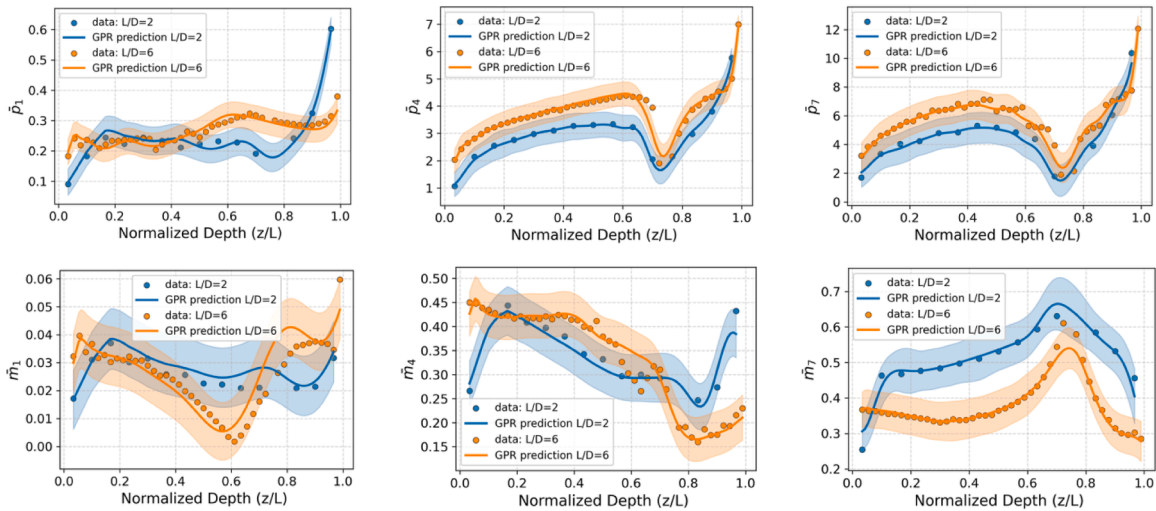 p̄₁
0.6
0.5
0.4
0.3
0.2
0.1
data: L/D=2
GPR prediction L/D=2
data: L/D=6
GPR prediction L/D=6
0.0 0.2 0.4 0.6 0.8 1.0
Normalized Depth (z/L)
p̄₄
7
6
5
4
3
2
1
data: L/D=2
GPR prediction L/D=2
data: L/D=6
GPR prediction L/D=6
0.0 0.2 0.4 0.6 0.8 1.0
Normalized Depth (z/L)
p̄₇
12
10
8
6
4
2
0
data: L/D=2
GPR prediction L/D=2
data: L/D=6
GPR prediction L/D=6
0.0 0.2 0.4 0.6 0.8 1.0
Normalized Depth (z/L)
m̄₁
0.06
0.05
0.04
0.03
0.02
0.01
0.00
data: L/D=2
GPR prediction L/D=2
data: L/D=6
GPR prediction L/D=6
0.0 0.2 0.4 0.6 0.8 1.0
Normalized Depth (z/L)
m̄₄
0.50
0.45
0.40
0.35
0.30
0.25
0.20
0.15
data: L/D=2
GPR prediction L/D=2
data: L/D=6
GPR prediction L/D=6
0.0 0.2 0.4 0.6 0.8 1.0
Normalized Depth (z/L)
m̄₇
0.7
0.6
0.5
0.4
0.3
0.2
data: L/D=2
GPR prediction L/D=2
data: L/D=6
GPR prediction L/D=6
0.0 0.2 0.4 0.6 0.8 1.0
Normalized Depth (z/L)